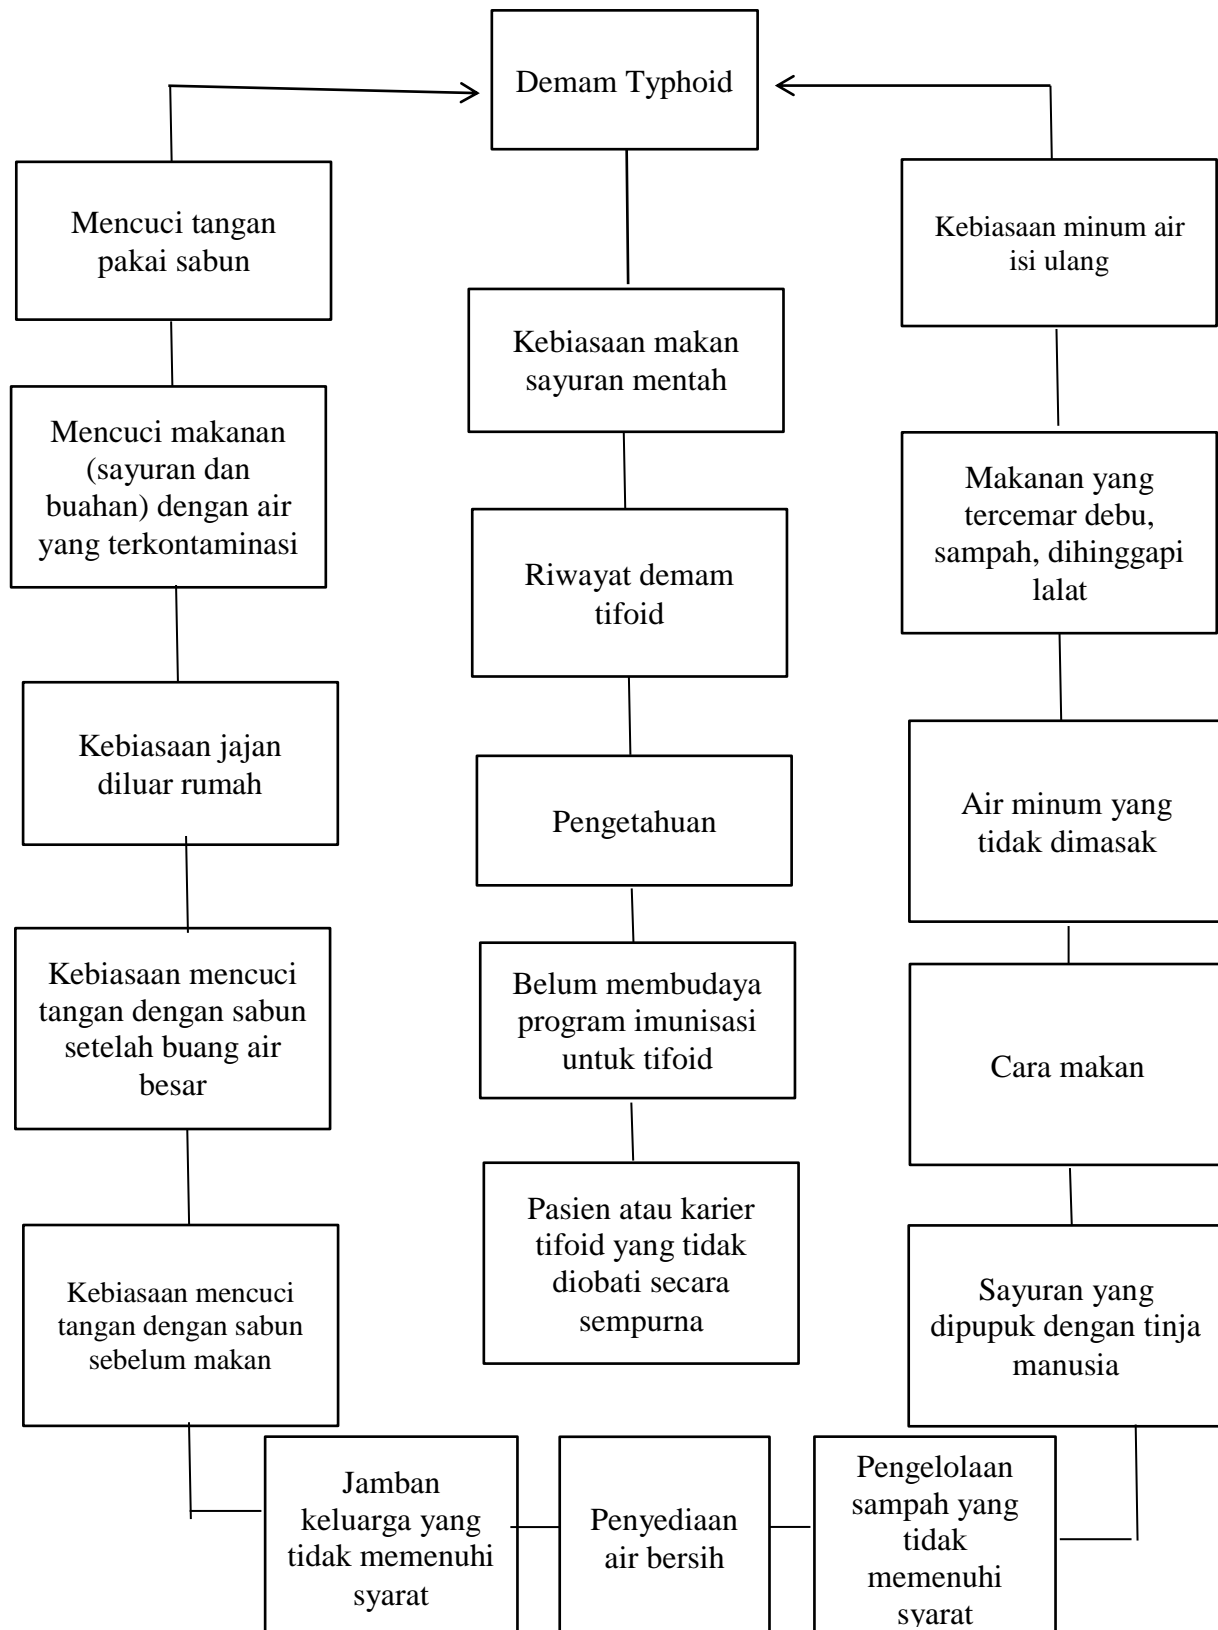 Demam Typhoid
Mencuci tangan
pakai sabun
Mencuci makanan
(sayuran dan
buahan) dengan air
yang terkontaminasi
Kebiasaan jajan
diluar rumah
Kebiasaan mencuci
tangan dengan sabun
setelah buang air
besar
Kebiasaan mencuci
tangan dengan sabun
sebelum makan
Kebiasaan makan
sayuran mentah
Riwayat demam
tifoid
Pengetahuan
Belum membudaya
program imunisasi
untuk tifoid
Pasien atau karier
tifoid yang tidak
diobati secara
sempurna
Kebiasaan minum air
isi ulang
Makanan yang
tercemar debu,
sampah, dihinggapi
lalat
Air minum yang
tidak dimasak
Cara makan
Sayuran yang
dipupuk dengan tinja
manusia
Jamban
keluarga yang
tidak memenuhi
syarat
Penyediaan
air bersih
Pengelolaan
sampah yang
tidak
memenuhi
syarat